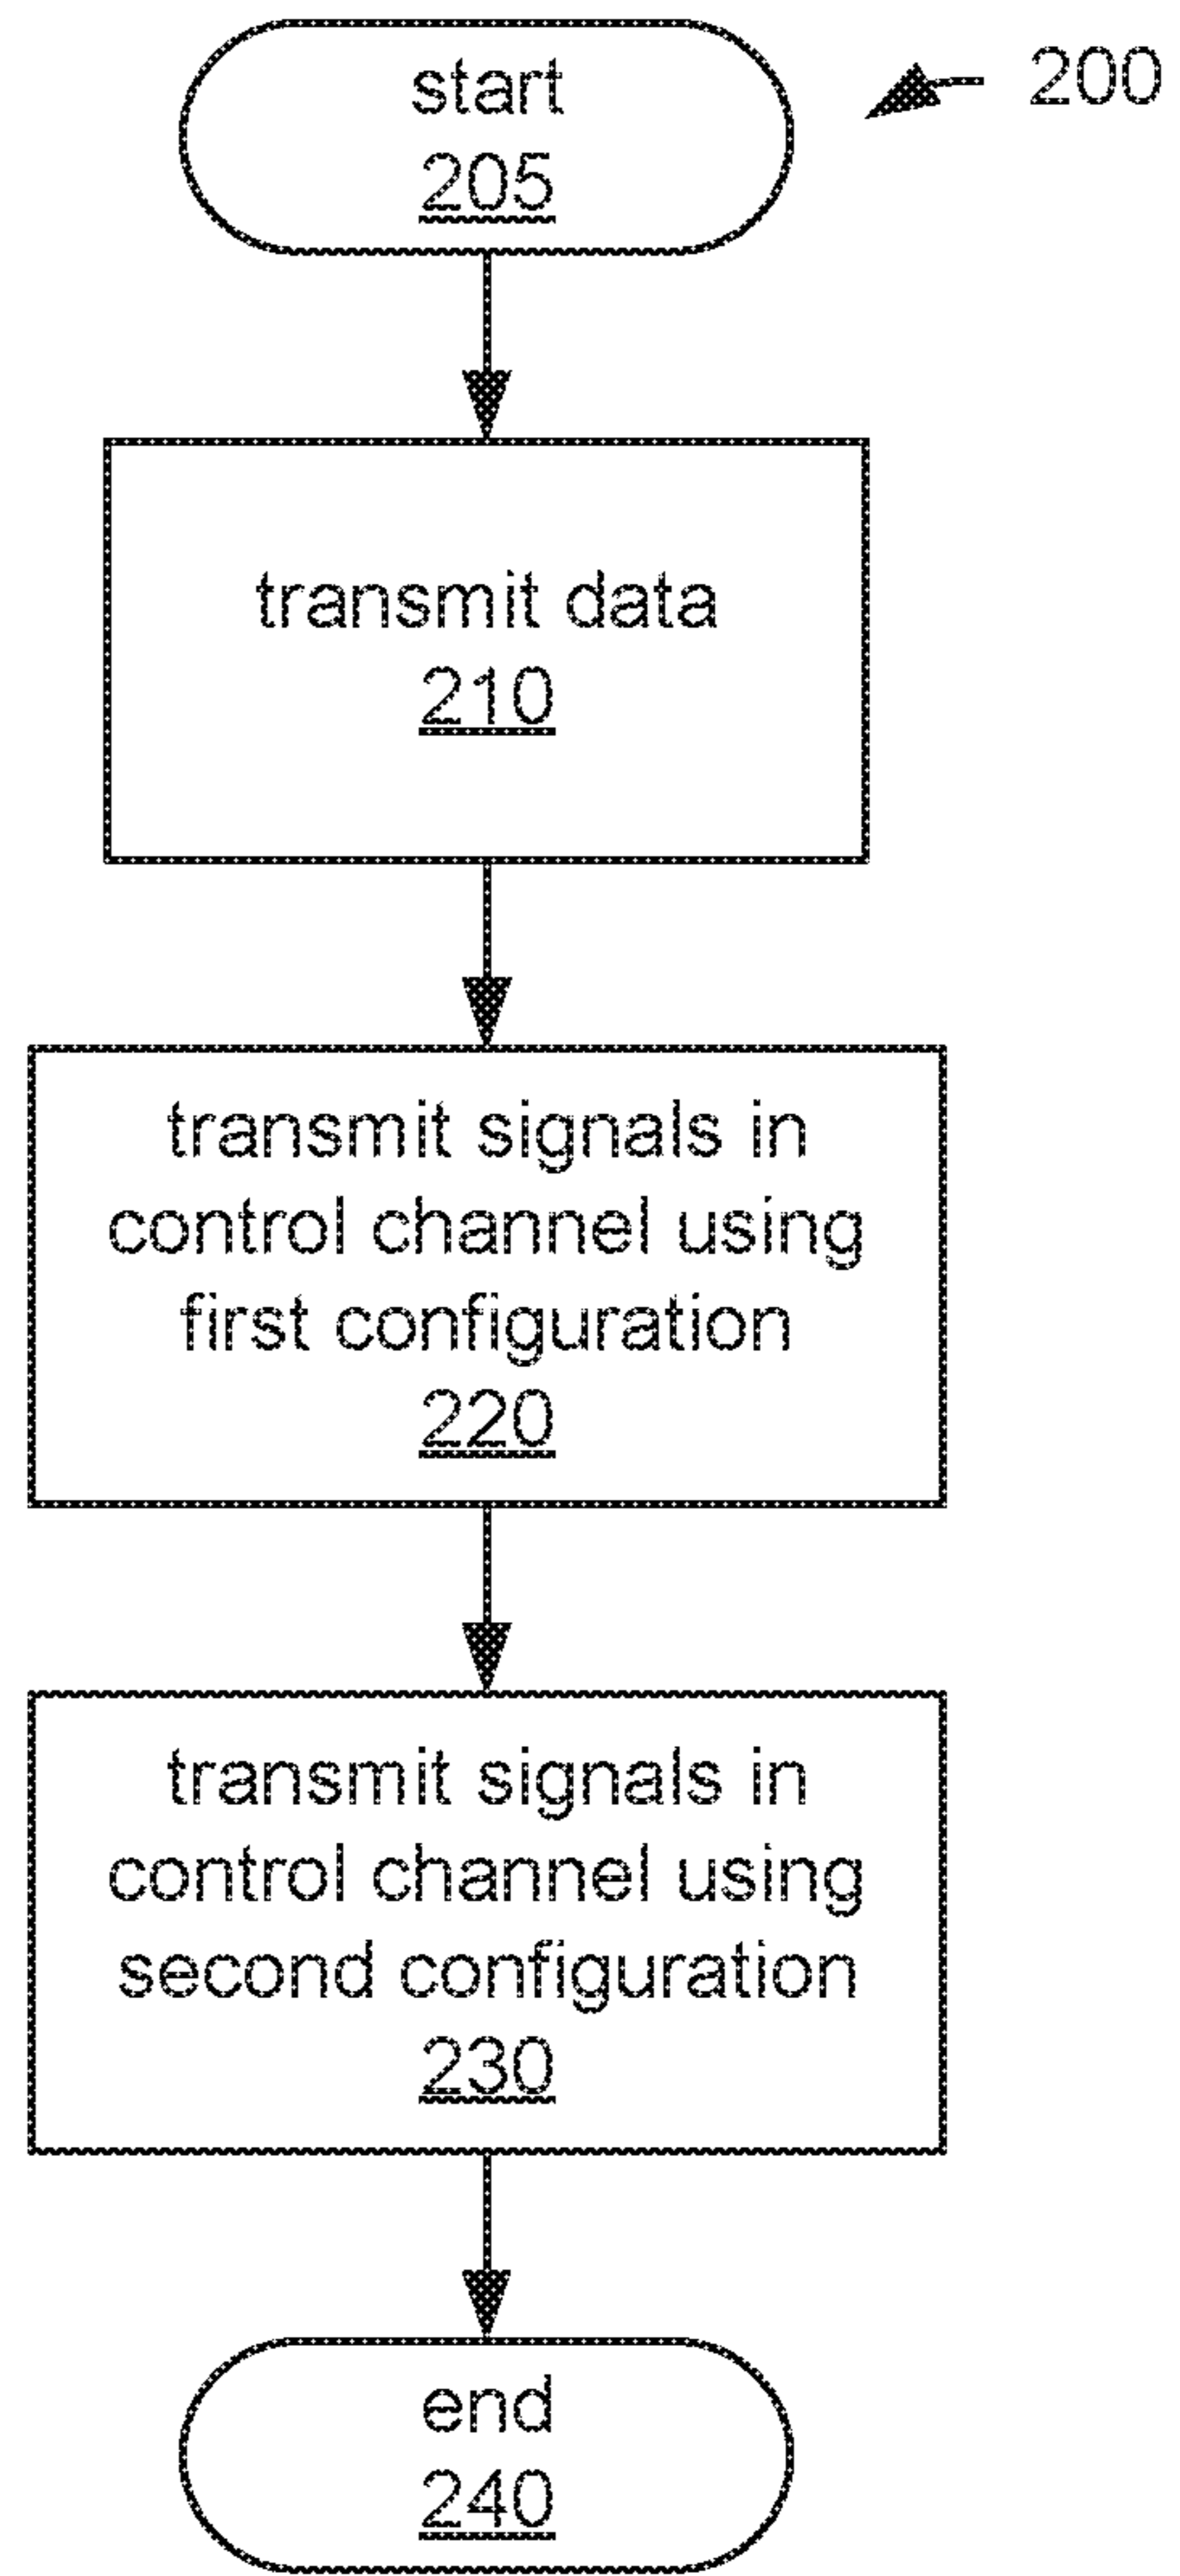 start
200
205
transmit data
210
transmit signals in
control channel using
first configuration
220
transmit signals in
control channel using
second configuration
230
end
240